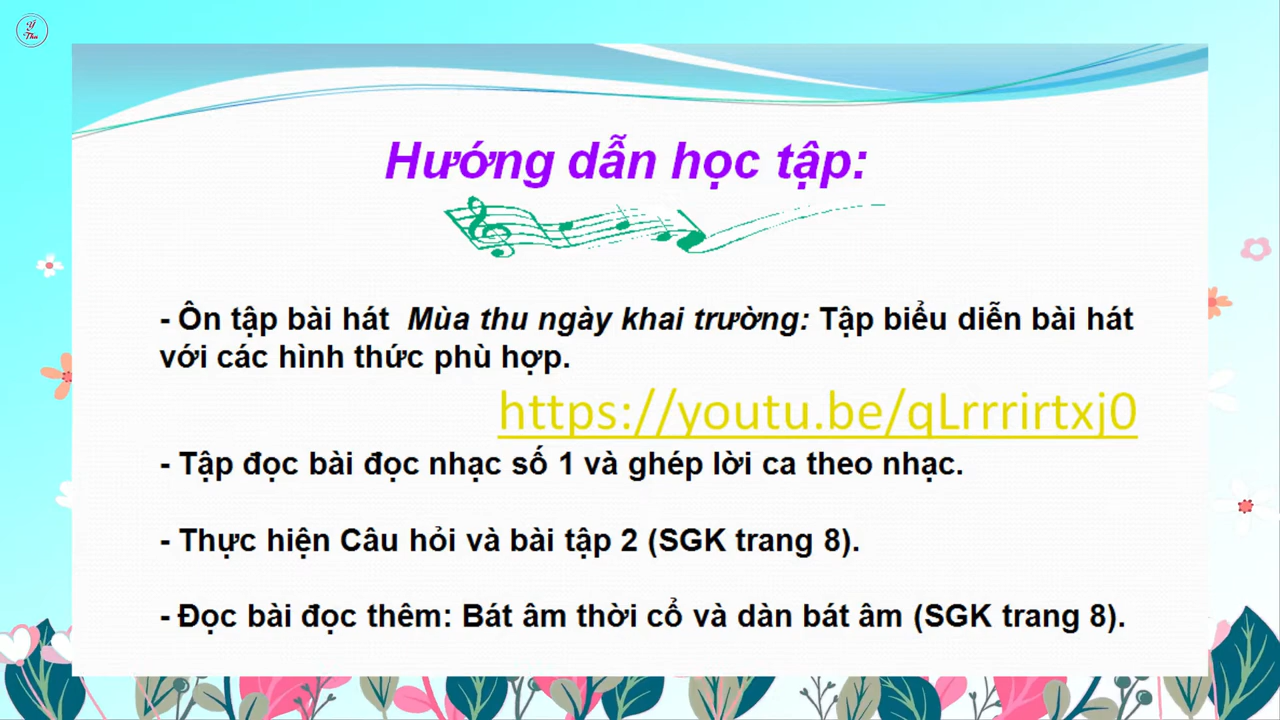 Ý
Thu
Hướng dẫn học tập:
- Ôn tập bài hát Mùa thu ngày khai trường: Tập biểu diễn bài hát
với các hình thức phù hợp.
https://youtu.be/qLrrrirtxj0
- Tập đọc bài đọc nhạc số 1 và ghép lời ca theo nhạc.
- Thực hiện Câu hỏi và bài tập 2 (SGK trang 8).
- Đọc bài đọc thêm: Bát âm thời cổ và dàn bát âm (SGK trang 8).